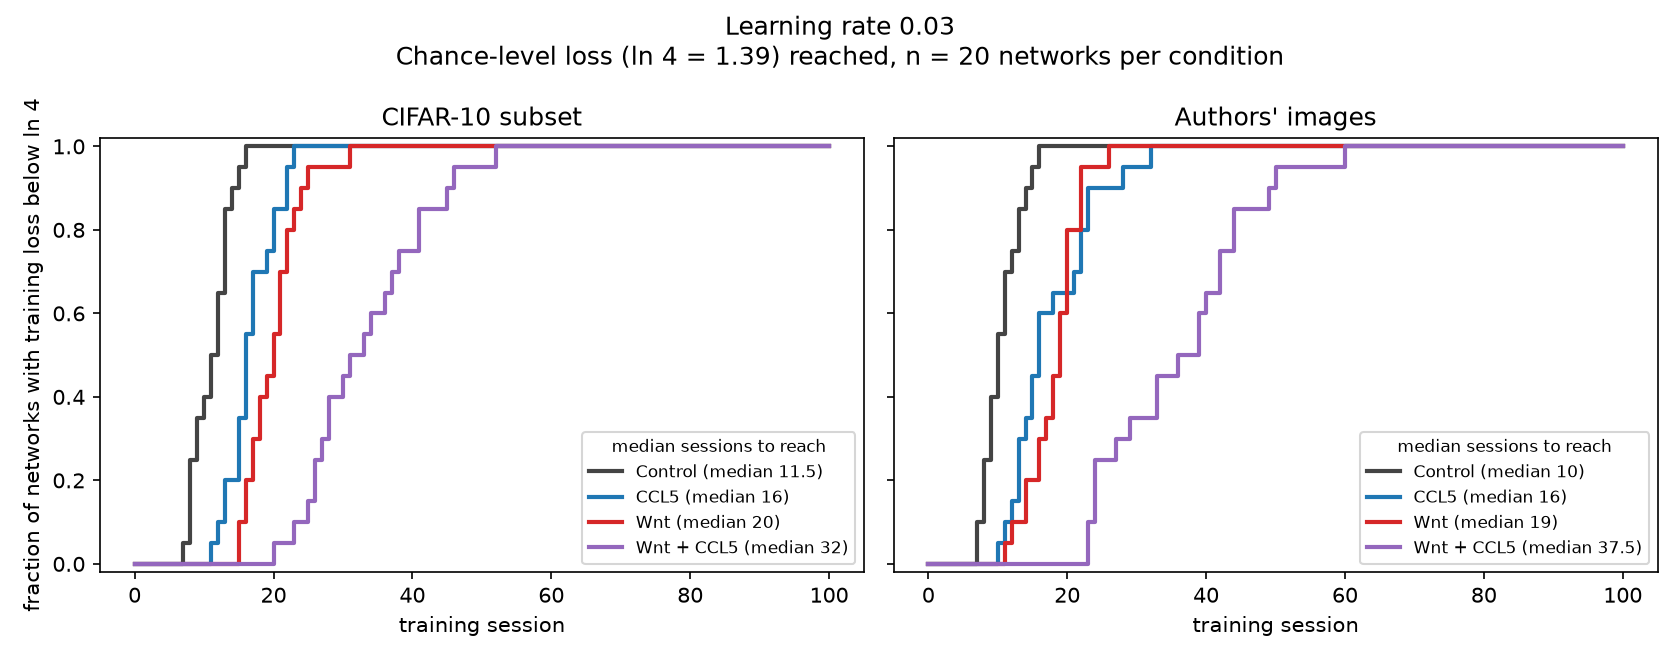 Learning rate 0.03
Chance-level loss (ln 4 = 1.39) reached, n = 20 networks per condition
CIFAR-10 subset
fraction of networks with training loss below ln 4
1.0
0.8
0.6
0.4
0.2
0.0
0 20 40 60 80 100
training session
median sessions to reach
Control (median 11.5)
CCL5 (median 16)
Wnt (median 20)
Wnt + CCL5 (median 32)
Authors' images
0 20 40 60 80 100
training session
median sessions to reach
Control (median 10)
CCL5 (median 16)
Wnt (median 19)
Wnt + CCL5 (median 37.5)